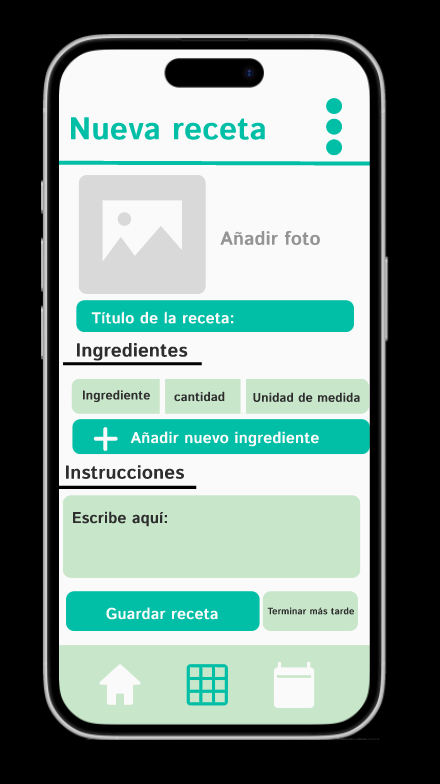 Nueva receta
Añadir foto
Título de la receta:
Ingredientes
Ingrediente cantidad Unidad de medida
Añadir nuevo ingrediente
Instrucciones
Escribe aquí:
Guardar receta Terminar más tarde